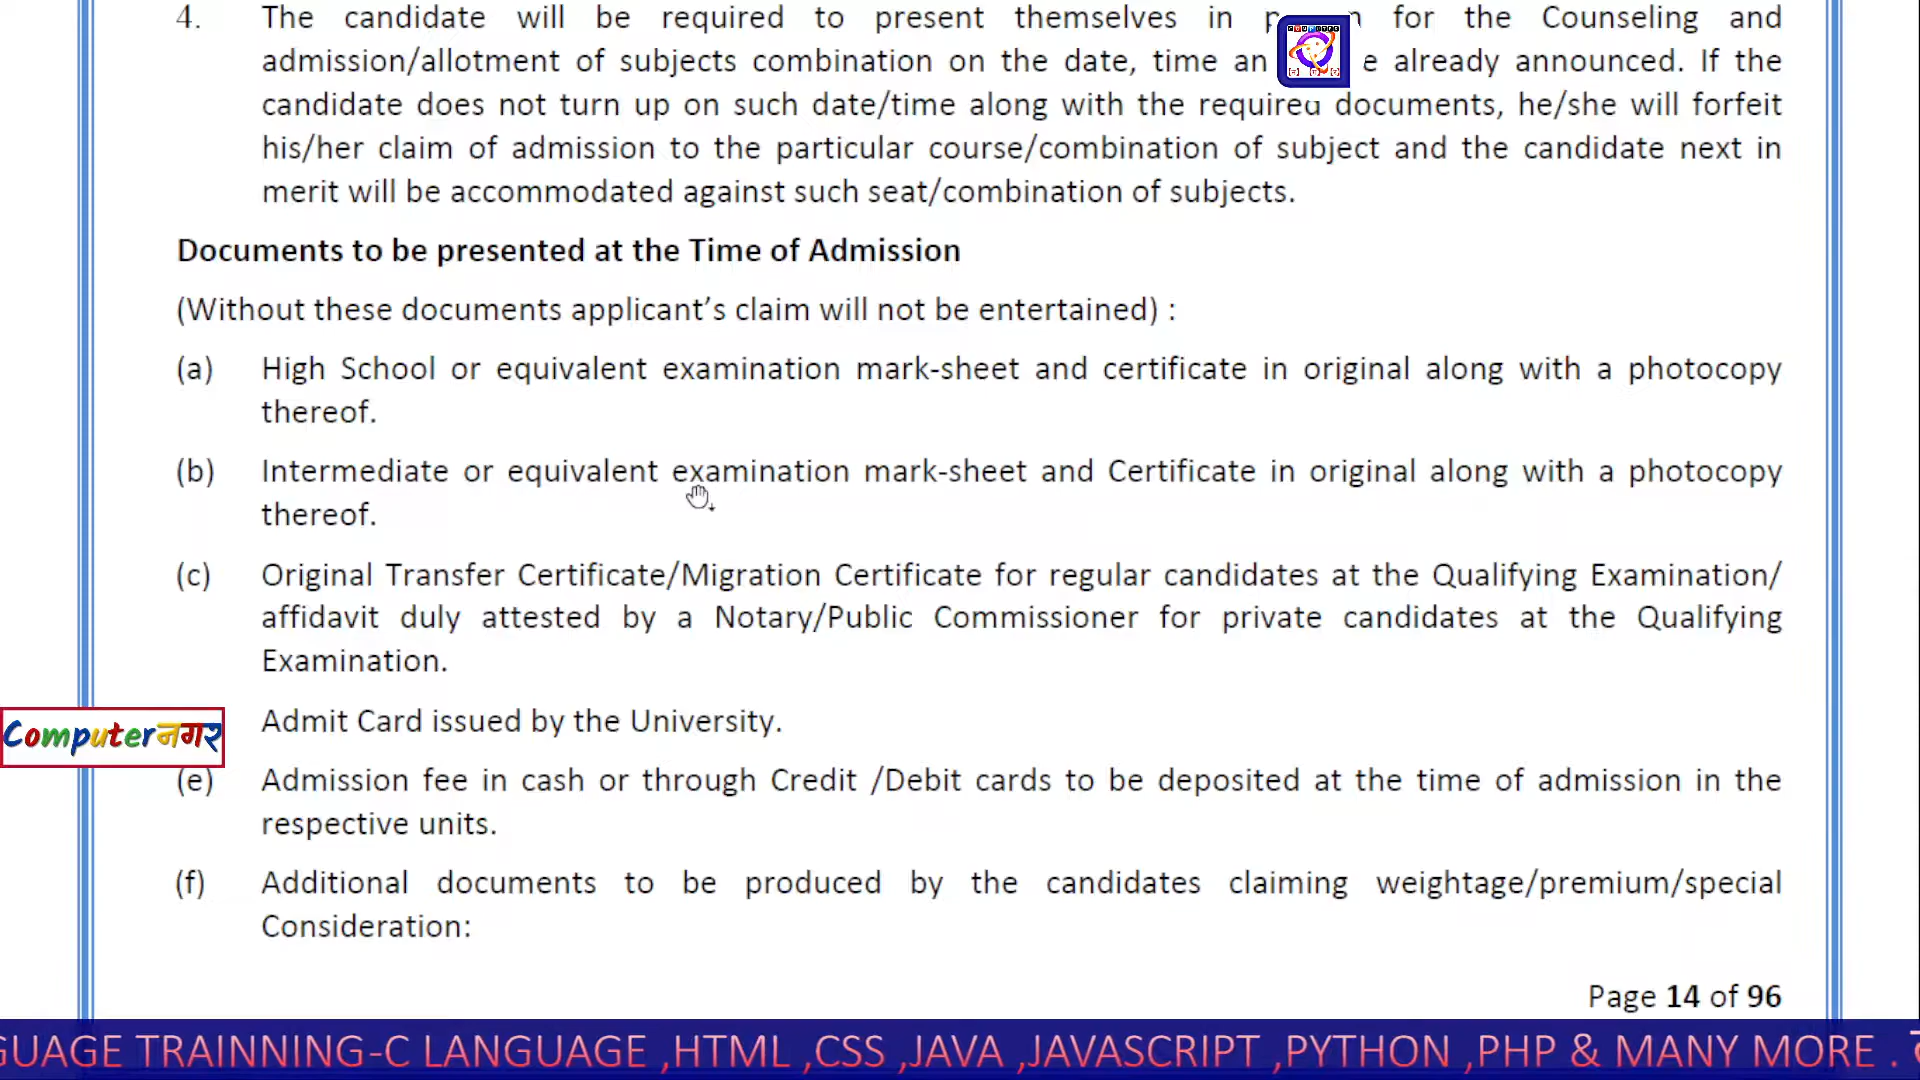 4. The candidate will be required to present themselves in for the Counseling and
admission/allotment of subjects combination on the date, time already announced. If the
candidate does not turn up on such date/time along with the required documents, he/she will forfeit
his/her claim of admission to the particular course/combination of subject and the candidate next in
merit will be accommodated against such seat/combination of subjects.
Documents to be presented at the Time of Admission
(Without these documents applicant’s claim will not be entertained) :
(a) High School or equivalent examination mark-sheet and certificate in original along with a photocopy
thereof.
(b) Intermediate or equivalent examination mark-sheet and Certificate in original along with a photocopy
thereof.
(c) Original Transfer Certificate/Migration Certificate for regular candidates at the Qualifying Examination/
affidavit duly attested by a Notary/Public Commissioner for private candidates at the Qualifying
Examination.
Computerनगर
Admit Card issued by the University.
(e) Admission fee in cash or through Credit /Debit cards to be deposited at the time of admission in the
respective units.
(f) Additional documents to be produced by the candidates claiming weightage/premium/special
Consideration:
Page 14 of 96
GUAGE TRAINNING-C LANGUAGE ,HTML ,CSS ,JAVA ,JAVASCRIPT ,PYTHON ,PHP & MANY MORE .